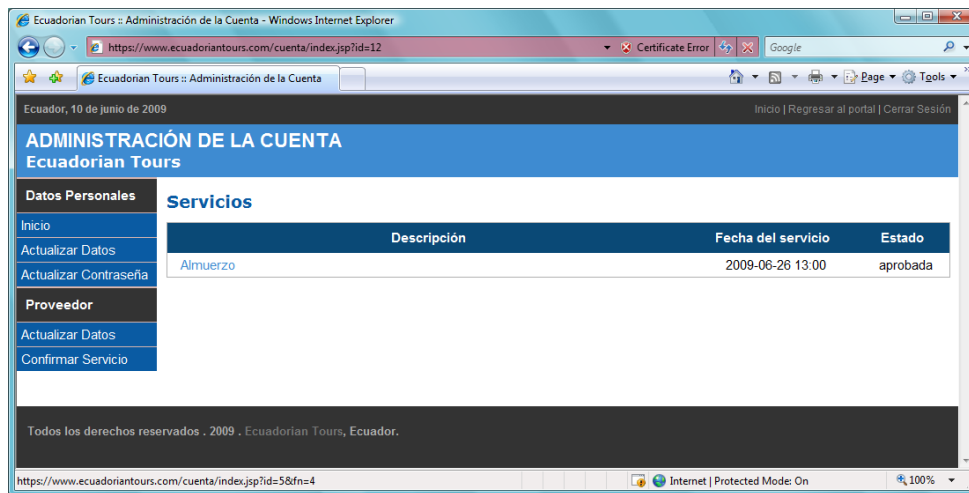 Ecuadorian Tours :: Administración de la Cuenta - Windows Internet Explorer
https://www.ecuadoriantours.com/cuenta/index.jsp?id=12
Certificate Error
Google
Ecuadorian Tours :: Administración de la Cuenta
Page
Tools
Ecuador, 10 de junio de 2009
Inicio | Regresar al portal | Cerrar Sesión
ADMINISTRACIÓN DE LA CUENTA
Ecuadorian Tours
Datos Personales
Inicio
Actualizar Datos
Actualizar Contraseña
Proveedor
Actualizar Datos
Confirmar Servicio
Servicios
Descripción Fecha del servicio Estado
Almuerzo 2009-06-26 13:00 aprobada
Todos los derechos reservados . 2009 . Ecuadorian Tours, Ecuador.
https://www.ecuadoriantours.com/cuenta/index.jsp?id=5&fn=4
Internet | Protected Mode: On
100%